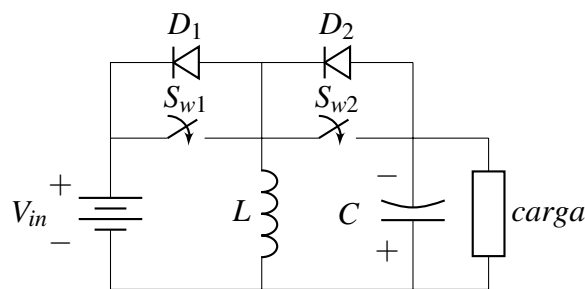 D1 D2
Sw1 Sw2
+ −
Vin L C carga
− +